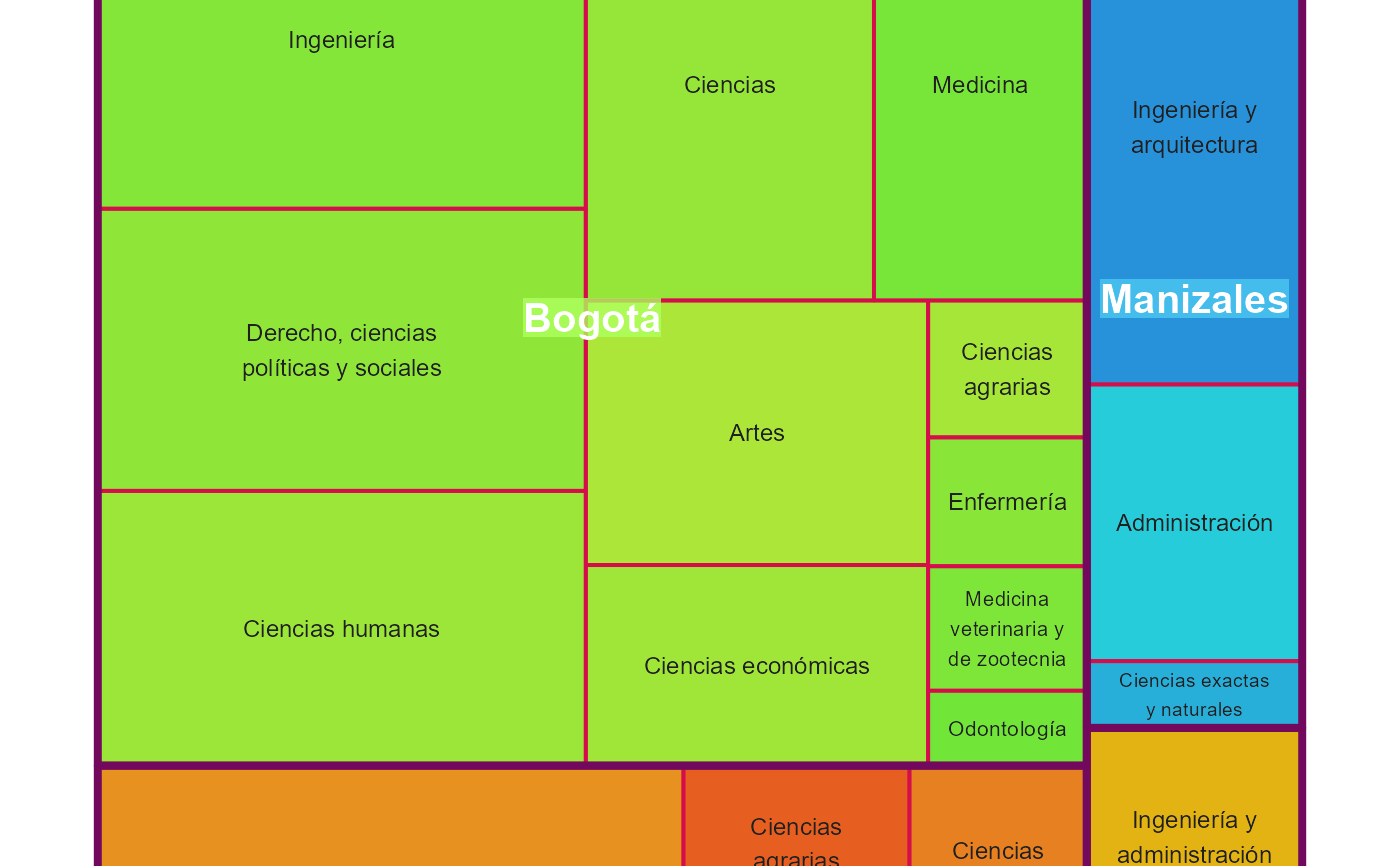 Ingeniería
Ciencias
Medicina
Ingeniería y
arquitectura
Derecho, ciencias
políticas y sociales
Bogotá
Manizales
Ciencias
agrarias
Artes
Enfermería
Administración
Ciencias humanas
Ciencias económicas
Medicina
veterinaria y
de zootecnia
Odontología
Ciencias exactas
y naturales
Ciencias
agrarias
Ciencias
Ingeniería y
administración